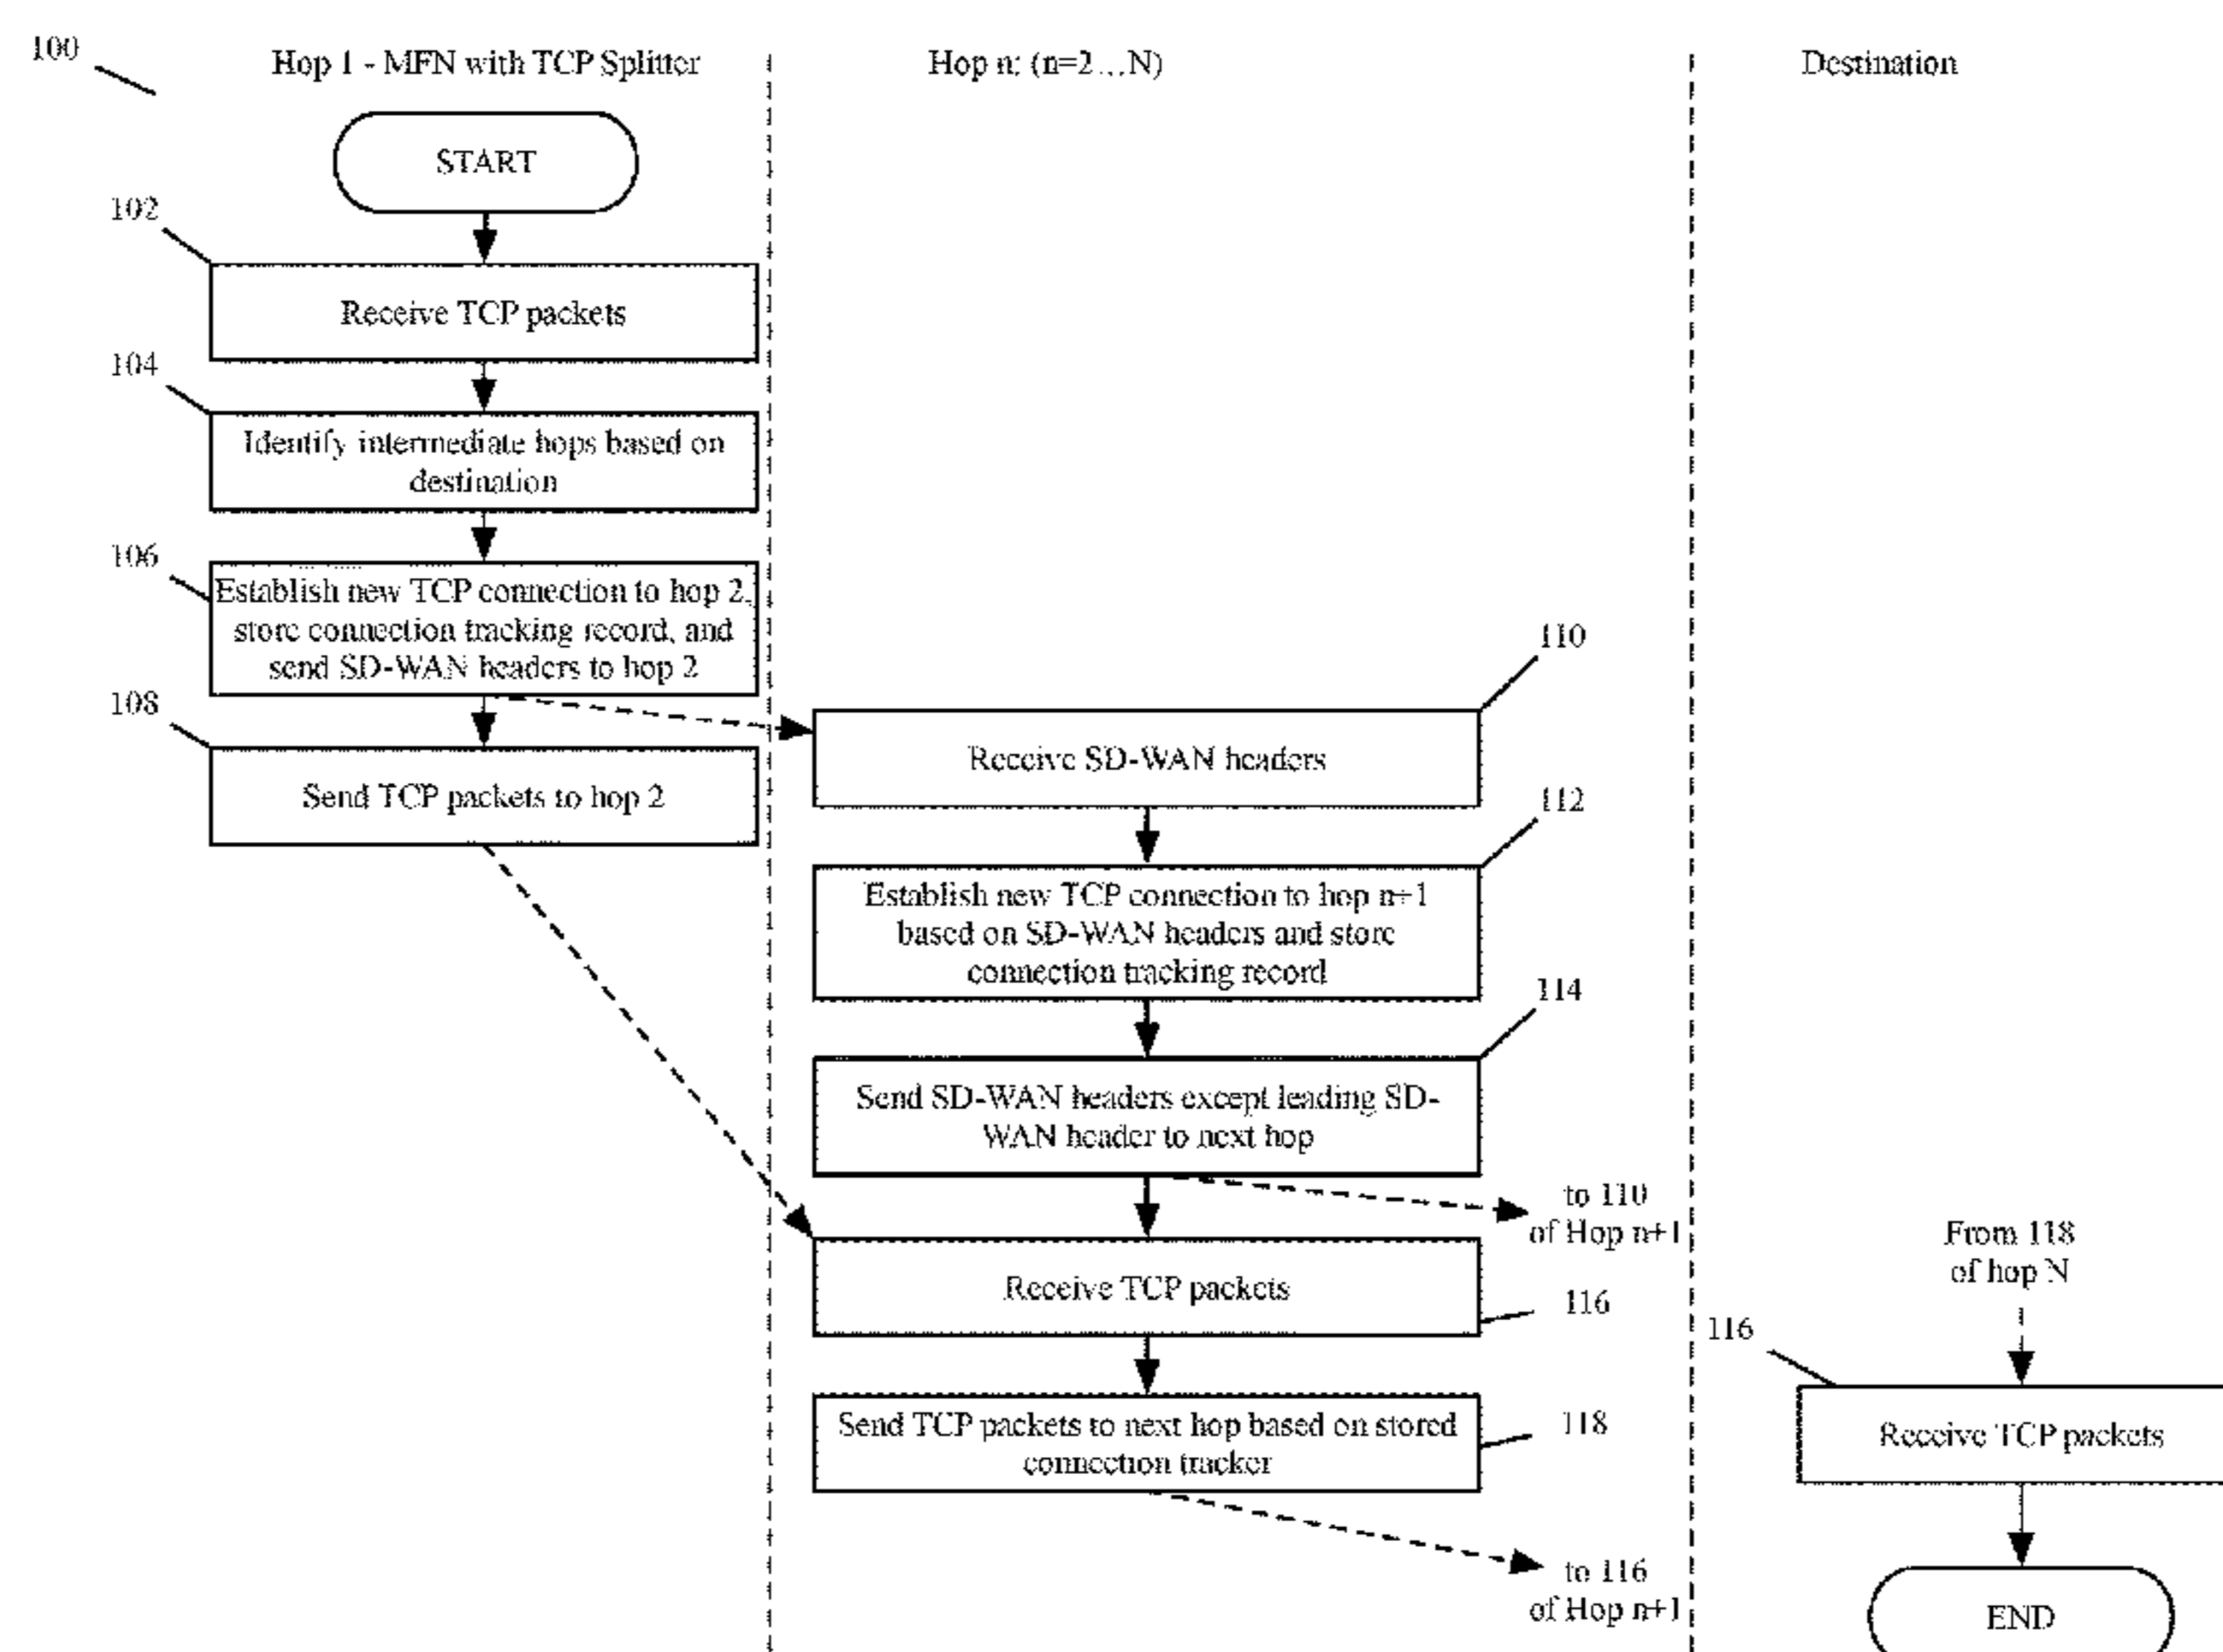 100
Hop 1 - MFN with TCP Splitter
START
102
Receive TCP packets
104
Identify intermediate hops based on
destination
106
Establish new TCP connection to hop 2,
store connection tracking record, and
send SD-WAN headers to hop 2
108
Send TCP packets to hop 2
Hop n: (n=2...N)
110
Receive SD-WAN headers
112
Establish new TCP connection to hop n+1
based on SD-WAN headers and store
connection tracking record
114
Send SD-WAN headers except leading SD-
WAN header to next hop
to 110
of Hop n+1
Receive TCP packets
116
Send TCP packets to next hop based on stored
connection tracker
118
to 116
of Hop n+1
Destination
From 118
of hop N
116
Receive TCP packets
END